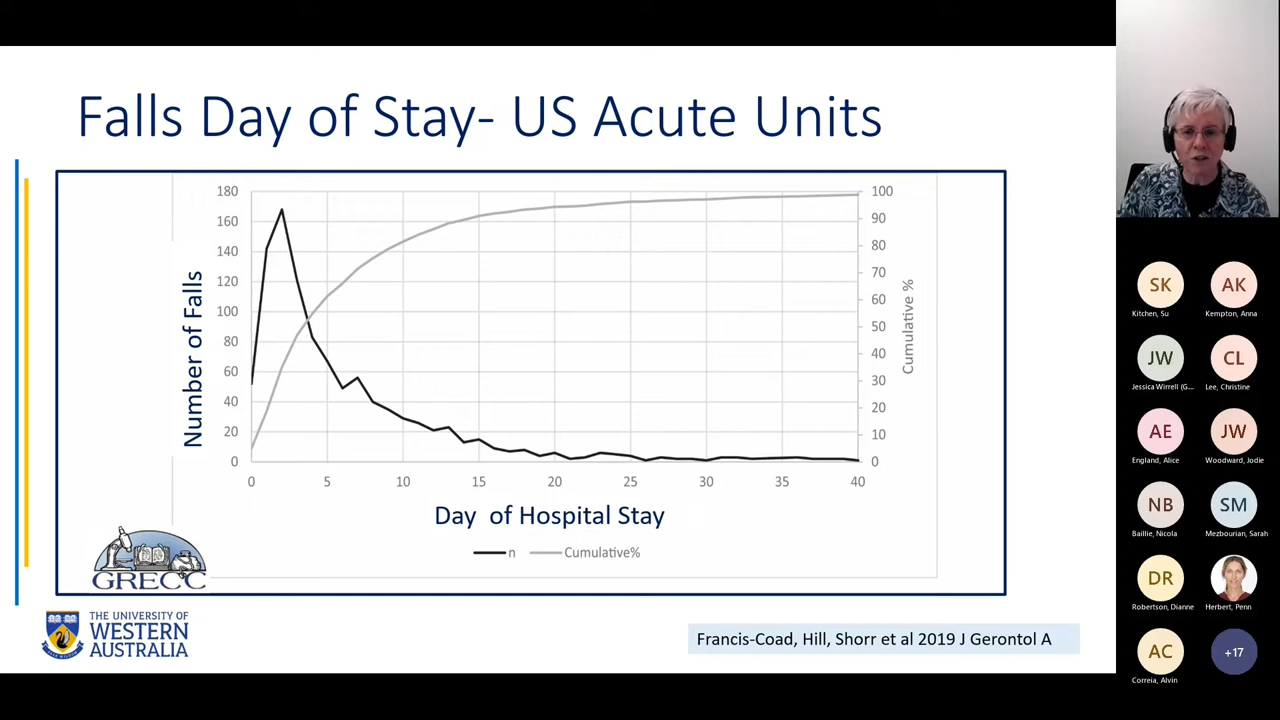 Falls Day of Stay- US Acute Units
180
160
140
120
100
80
60
40
20
0
Number of Falls
100
90
80
70
60
50
40
30
20
10
0
Cumulative %
0 5 10 15 20 25 30 35 40
Day of Hospital Stay
n Cumulative%
GRECC
THE UNIVERSITY OF
WESTERN
AUSTRALIA
Francis-Coad, Hill, Shorr et al 2019 J Gerontol A
SK AK
Kitchen, Su Kempton, Anna
JW CL
Jessica Wirrell (G... Lee, Christine
AE JW
England, Alice Woodward, Jodie
NB SM
Baillie, Nicola Mezbourian, Sarah
DR
Robertson, Dianne Herbert, Penn
AC +17
Correia, Alvin